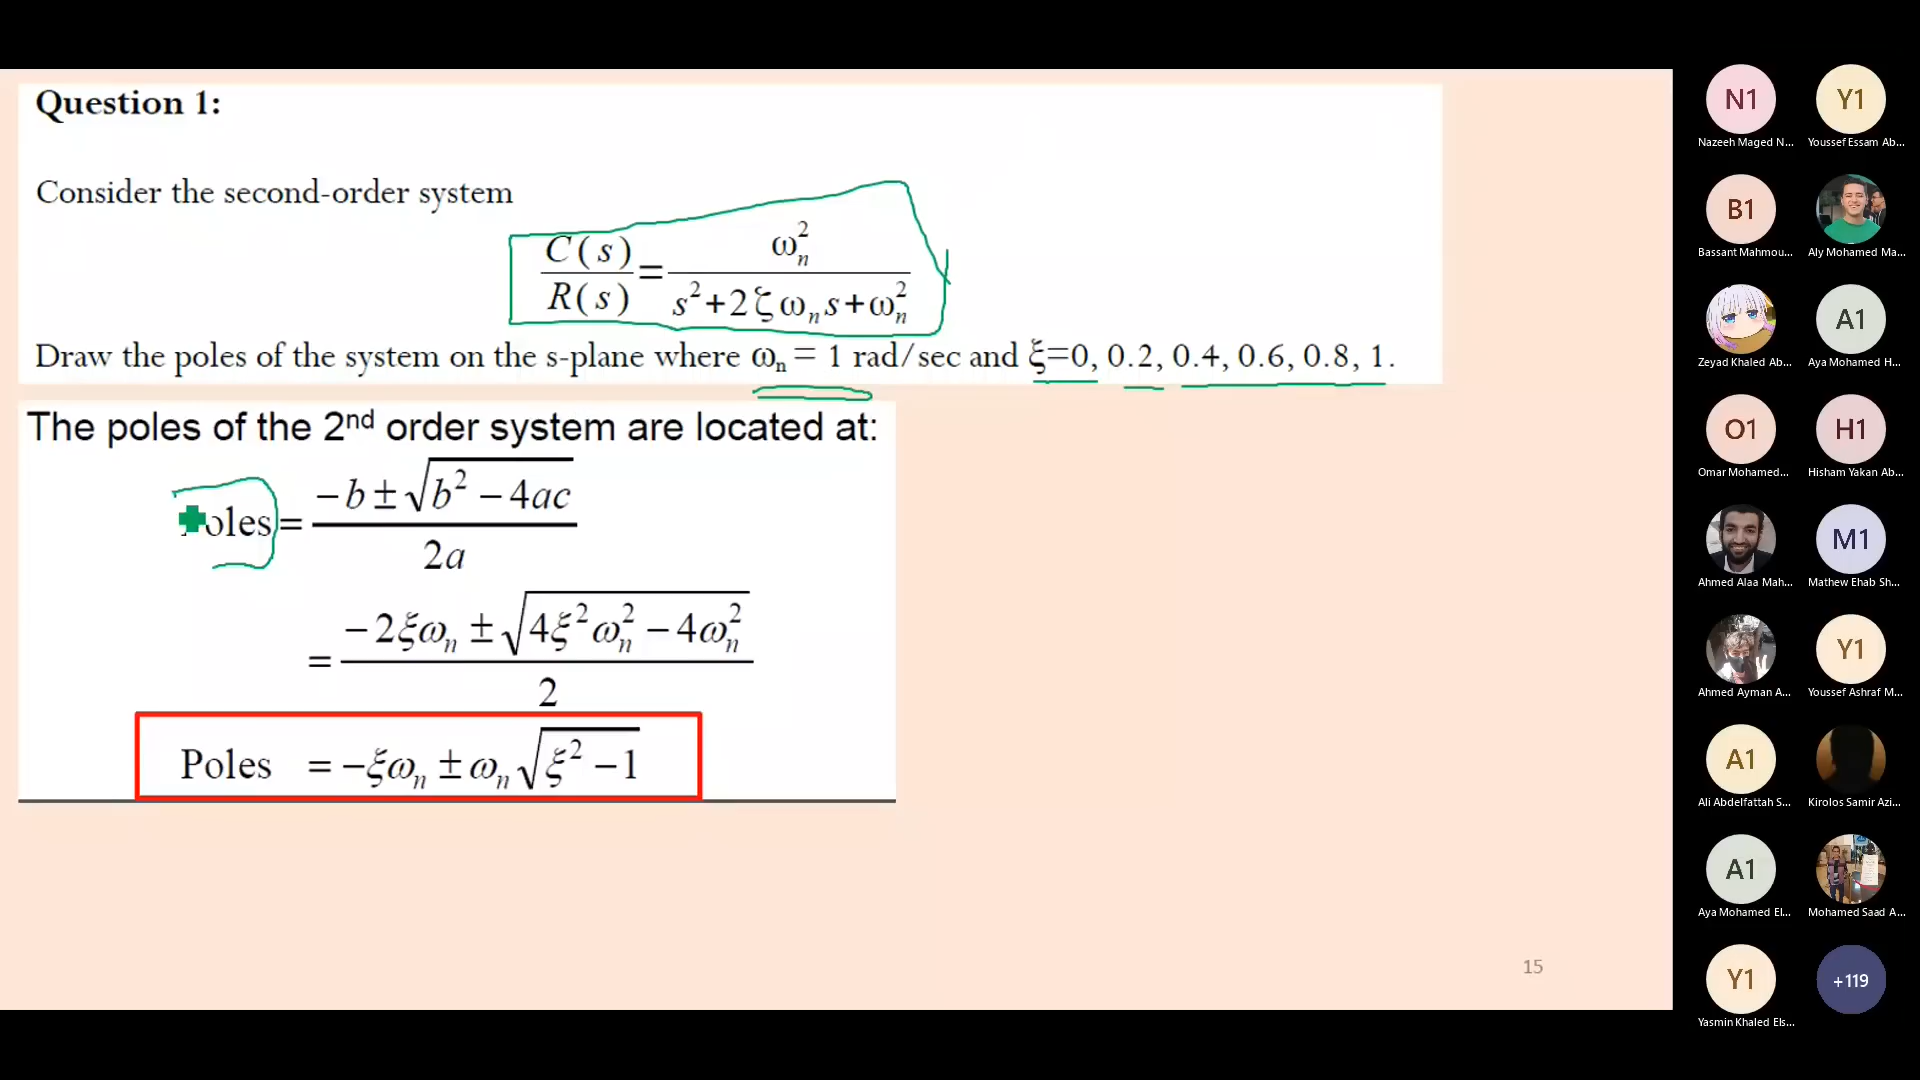 Question 1:
Consider the second-order system
C(s)/R(s) = ωₙ²/(s²+2ζωₙs+ωₙ²)
Draw the poles of the system on the s-plane where ωₙ = 1 rad/sec and ξ=0, 0.2, 0.4, 0.6, 0.8, 1.
The poles of the 2nd order system are located at:
Poles = (−b ± √(b² − 4ac))/(2a)
= (−2ξωₙ ± √(4ξ²ωₙ² − 4ωₙ²))/2
Poles = −ξωₙ ± ωₙ√(ξ² − 1)
15
N1 Y1
Nazeeh Maged N... Youssef Essam Ab...
B1
Bassant Mahmou... Aly Mohamed Ma...
A1
Zeyad Khaled Ab... Aya Mohamed H...
O1 H1
Omar Mohamed... Hisham Yakan Ab...
M1
Ahmed Alaa Mah... Mathew Ehab Sh...
Y1
Ahmed Ayman A... Youssef Ashraf M...
A1
Ali Abdelfattah S... Kirolos Samir Azi...
A1
Aya Mohamed El... Mohamed Saad A...
Y1 +119
Yasmin Khaled Els...